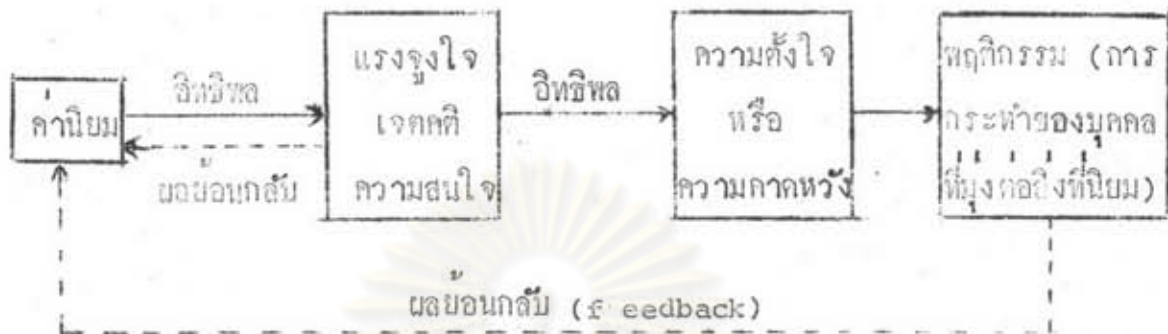 ค่านิยม
อิทธิพล
ผลย้อนกลับ
แรงจูงใจ
เจตคติ
ความสนใจ
อิทธิพล
ความตั้งใจ
หรือ
ความคาดหวัง
พฤติกรรม (การ
กระทำของบุคคล
ที่มุ่งต่อสิ่งที่นิยม)
ผลย้อนกลับ (f eedback)